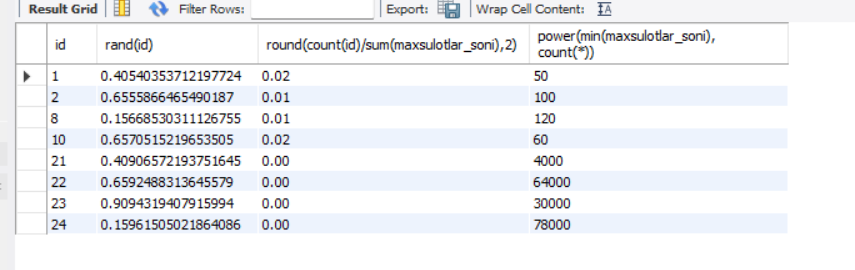 Result Grid Filter Rows: Export: Wrap Cell Content: IA
id rand(id) round(count(id)/sum(maxsulotlar_soni),2) power(min(maxsulotlar_soni),
count(*))
1 0.40540353712197724 0.02 50
2 0.6555866465490187 0.01 100
8 0.15668530311126755 0.01 120
10 0.6570515219653505 0.02 60
21 0.40906572193751645 0.00 4000
22 0.6592488313645579 0.00 64000
23 0.9094319407915994 0.00 30000
24 0.15961505021864086 0.00 78000